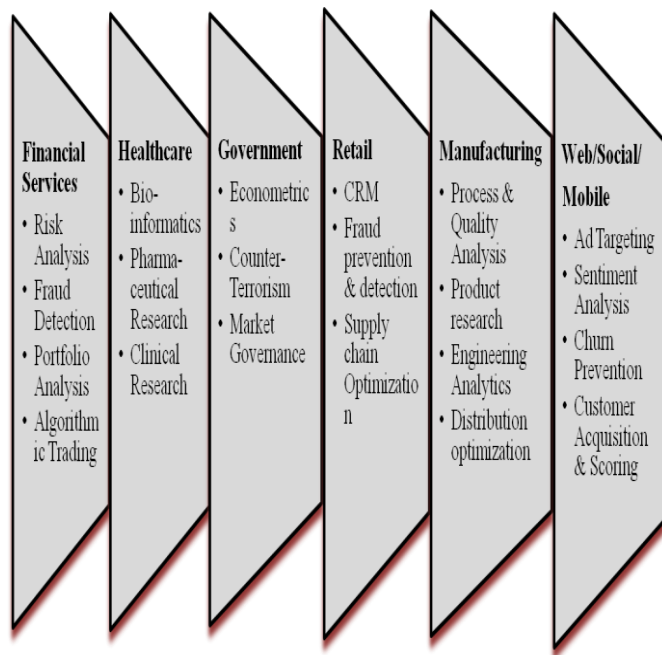 Financial
Services
• Risk
Analysis
• Fraud
Detection
• Portfolio
Analysis
• Algorithm
ic Trading
Healthcare
• Bio-
informatics
• Pharma-
ceutical
Research
• Clinical
Research
Government
• Econometric
s
• Counter-
Terrorism
• Market
Governance
Retail
• CRM
• Fraud
prevention
& detection
• Supply
chain
Optimizatio
n
Manufacturing
• Process &
Quality
Analysis
• Product
research
• Engineering
Analytics
• Distribution
optimization
Web/Social/
Mobile
• Ad Targeting
• Sentiment
Analysis
• Churn
Prevention
• Customer
Acquisition
& Scoring